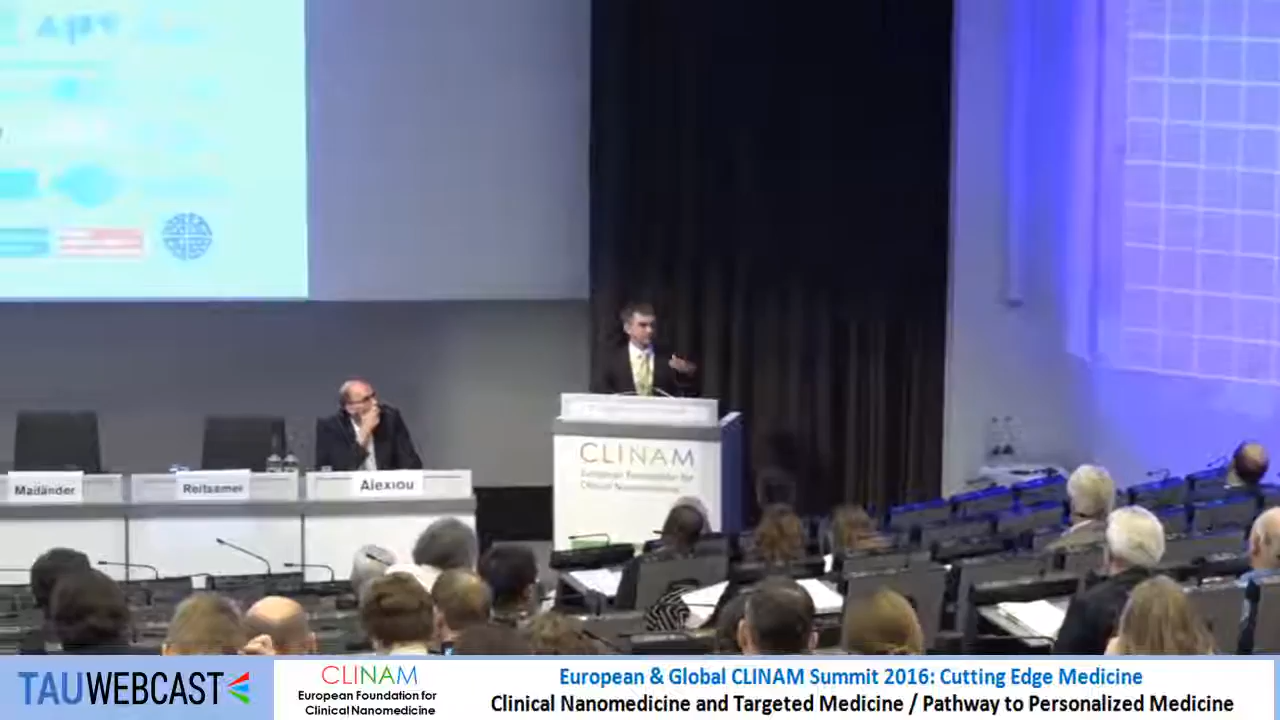 CLINAM
European Foundation for
Clinical Nanomedicine
Mailänder
Reitsamer
Alexiou
TAUWEBCAST
CLINAM
European Foundation for
Clinical Nanomedicine
European & Global CLINAM Summit 2016: Cutting Edge Medicine
Clinical Nanomedicine and Targeted Medicine / Pathway to Personalized Medicine